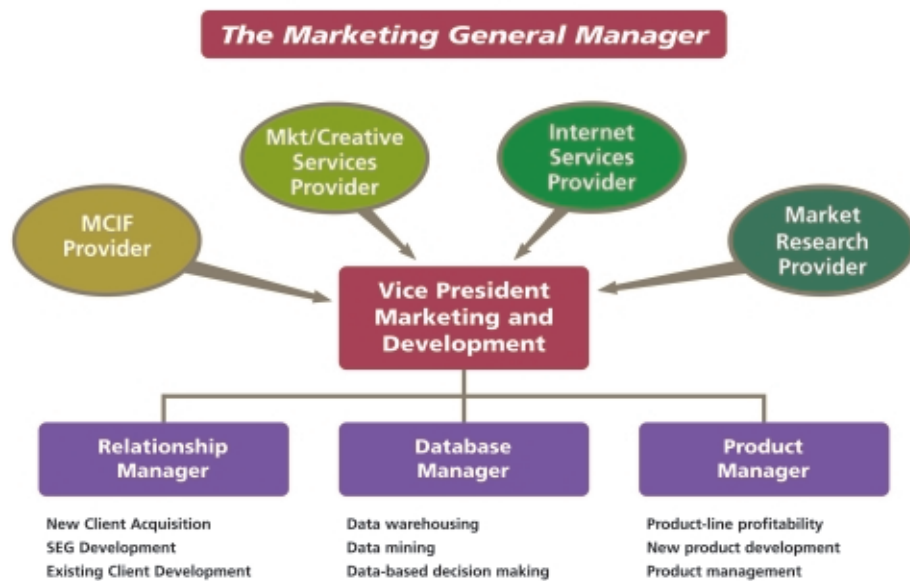 The Marketing General Manager
Mkt/Creative
Services
Provider
Internet
Services
Provider
MCIF
Provider
Market
Research
Provider
Vice President
Marketing and
Development
Relationship
Manager
Database
Manager
Product
Manager
New Client Acquisition
SEG Development
Existing Client Development
Data warehousing
Data mining
Data-based decision making
Product-line profitability
New product development
Product management